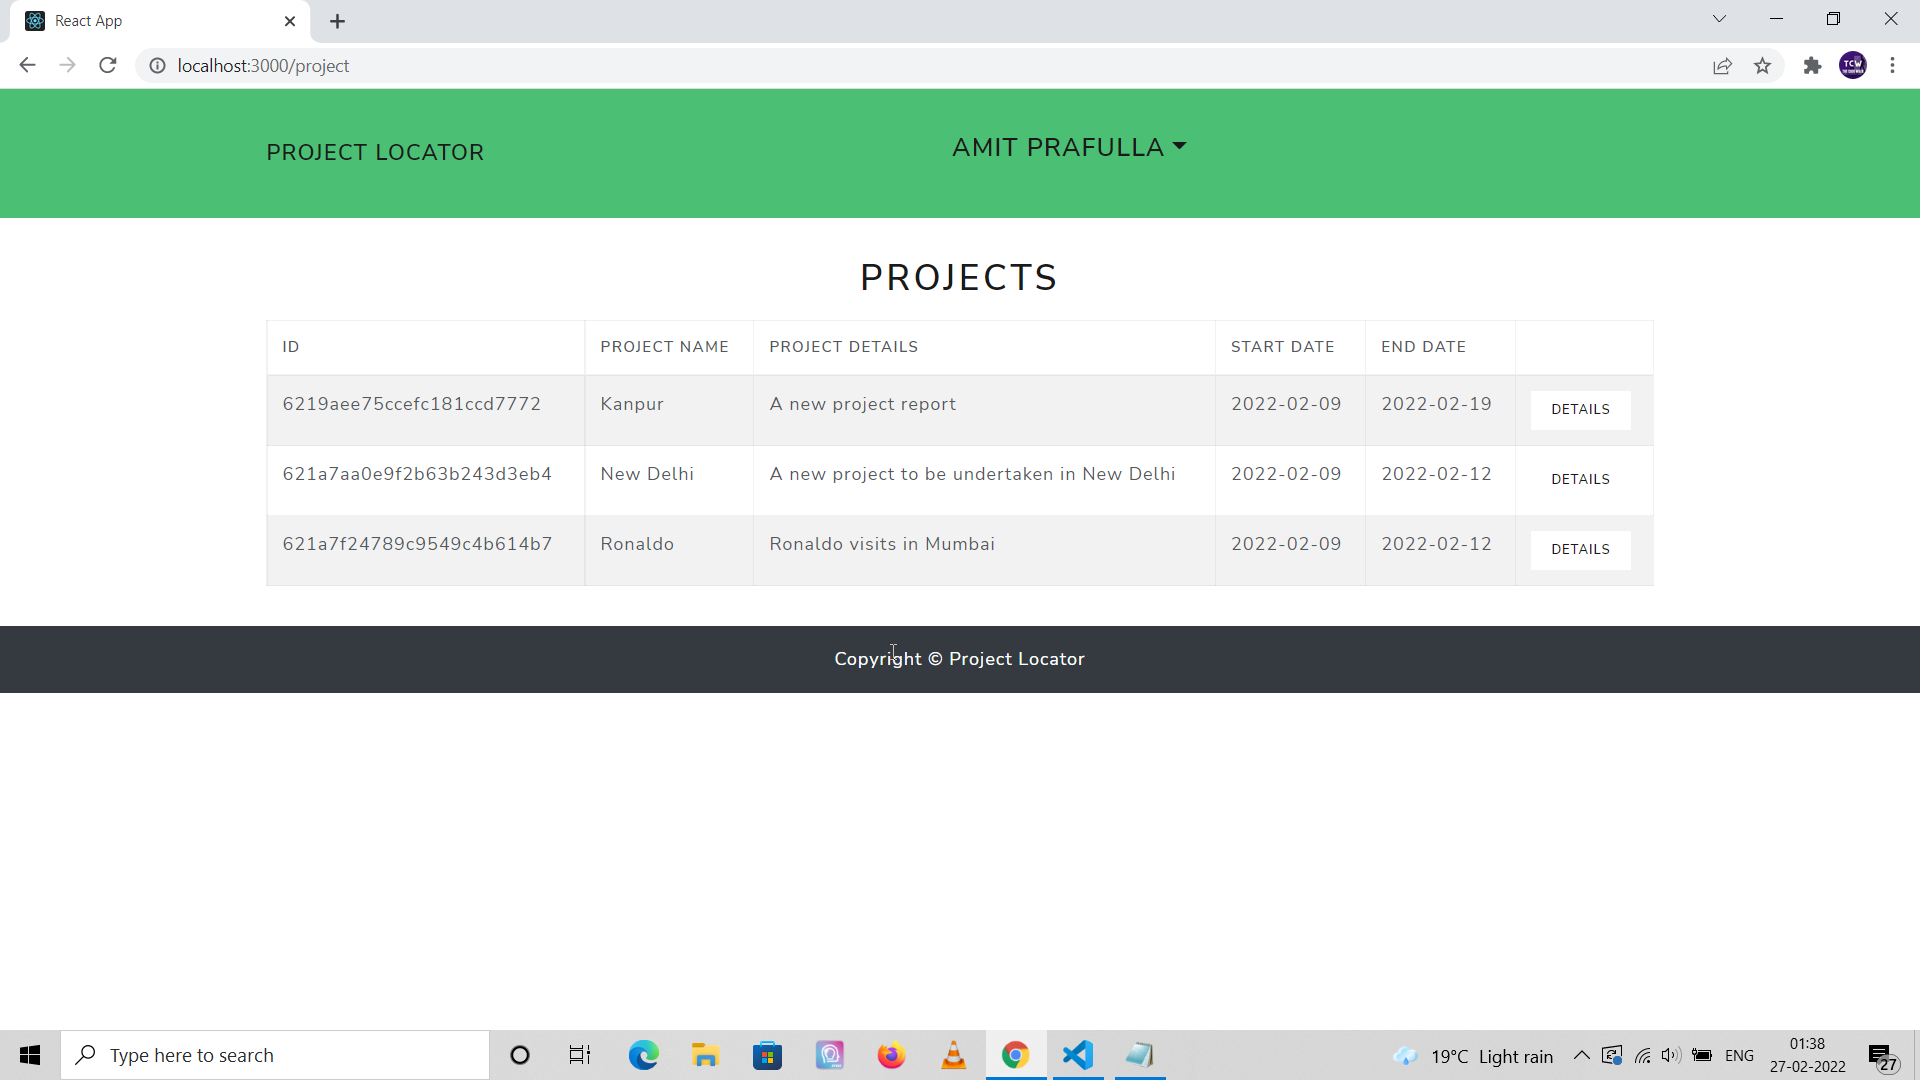 React App
localhost:3000/project
TCW
PROJECT LOCATOR
AMIT PRAFULLA
PROJECTS
ID PROJECT NAME PROJECT DETAILS START DATE END DATE
6219aee75ccefc181ccd7772 Kanpur A new project report 2022-02-09 2022-02-19 DETAILS
621a7aa0e9f2b63b243d3eb4 New Delhi A new project to be undertaken in New Delhi 2022-02-09 2022-02-12 DETAILS
621a7f24789c9549c4b614b7 Ronaldo Ronaldo visits in Mumbai 2022-02-09 2022-02-12 DETAILS
Copyright © Project Locator
Type here to search
19°C Light rain
ENG
01:38
27-02-2022
27